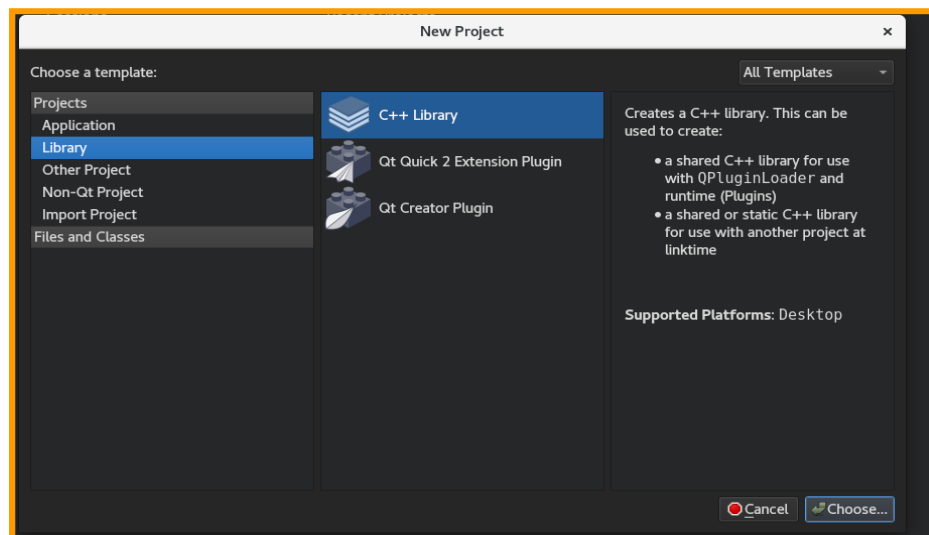 New Project
×
Choose a template:
All Templates
Projects
Application
Library
Other Project
Non-Qt Project
Import Project
Files and Classes
C++ Library
Qt Quick 2 Extension Plugin
Qt Creator Plugin
Creates a C++ library. This can be
used to create:
• a shared C++ library for use
with QPluginLoader and
runtime (Plugins)
• a shared or static C++ library
for use with another project at
linktime
Supported Platforms: Desktop
Cancel
Choose...